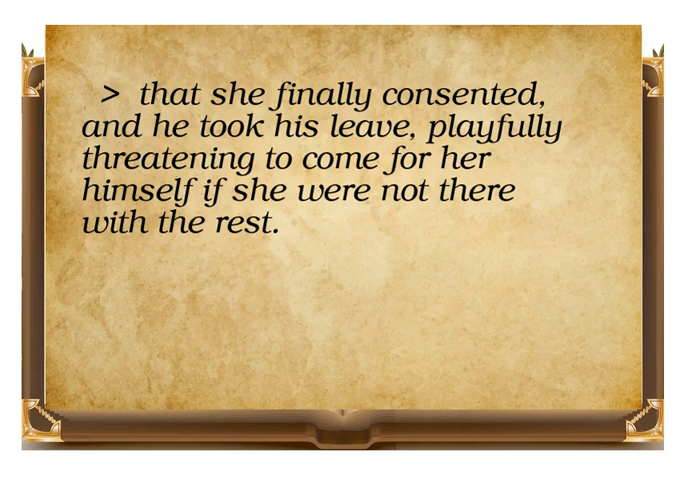 > that she finally consented,
and he took his leave, playfully
threatening to come for her
himself if she were not there
with the rest.